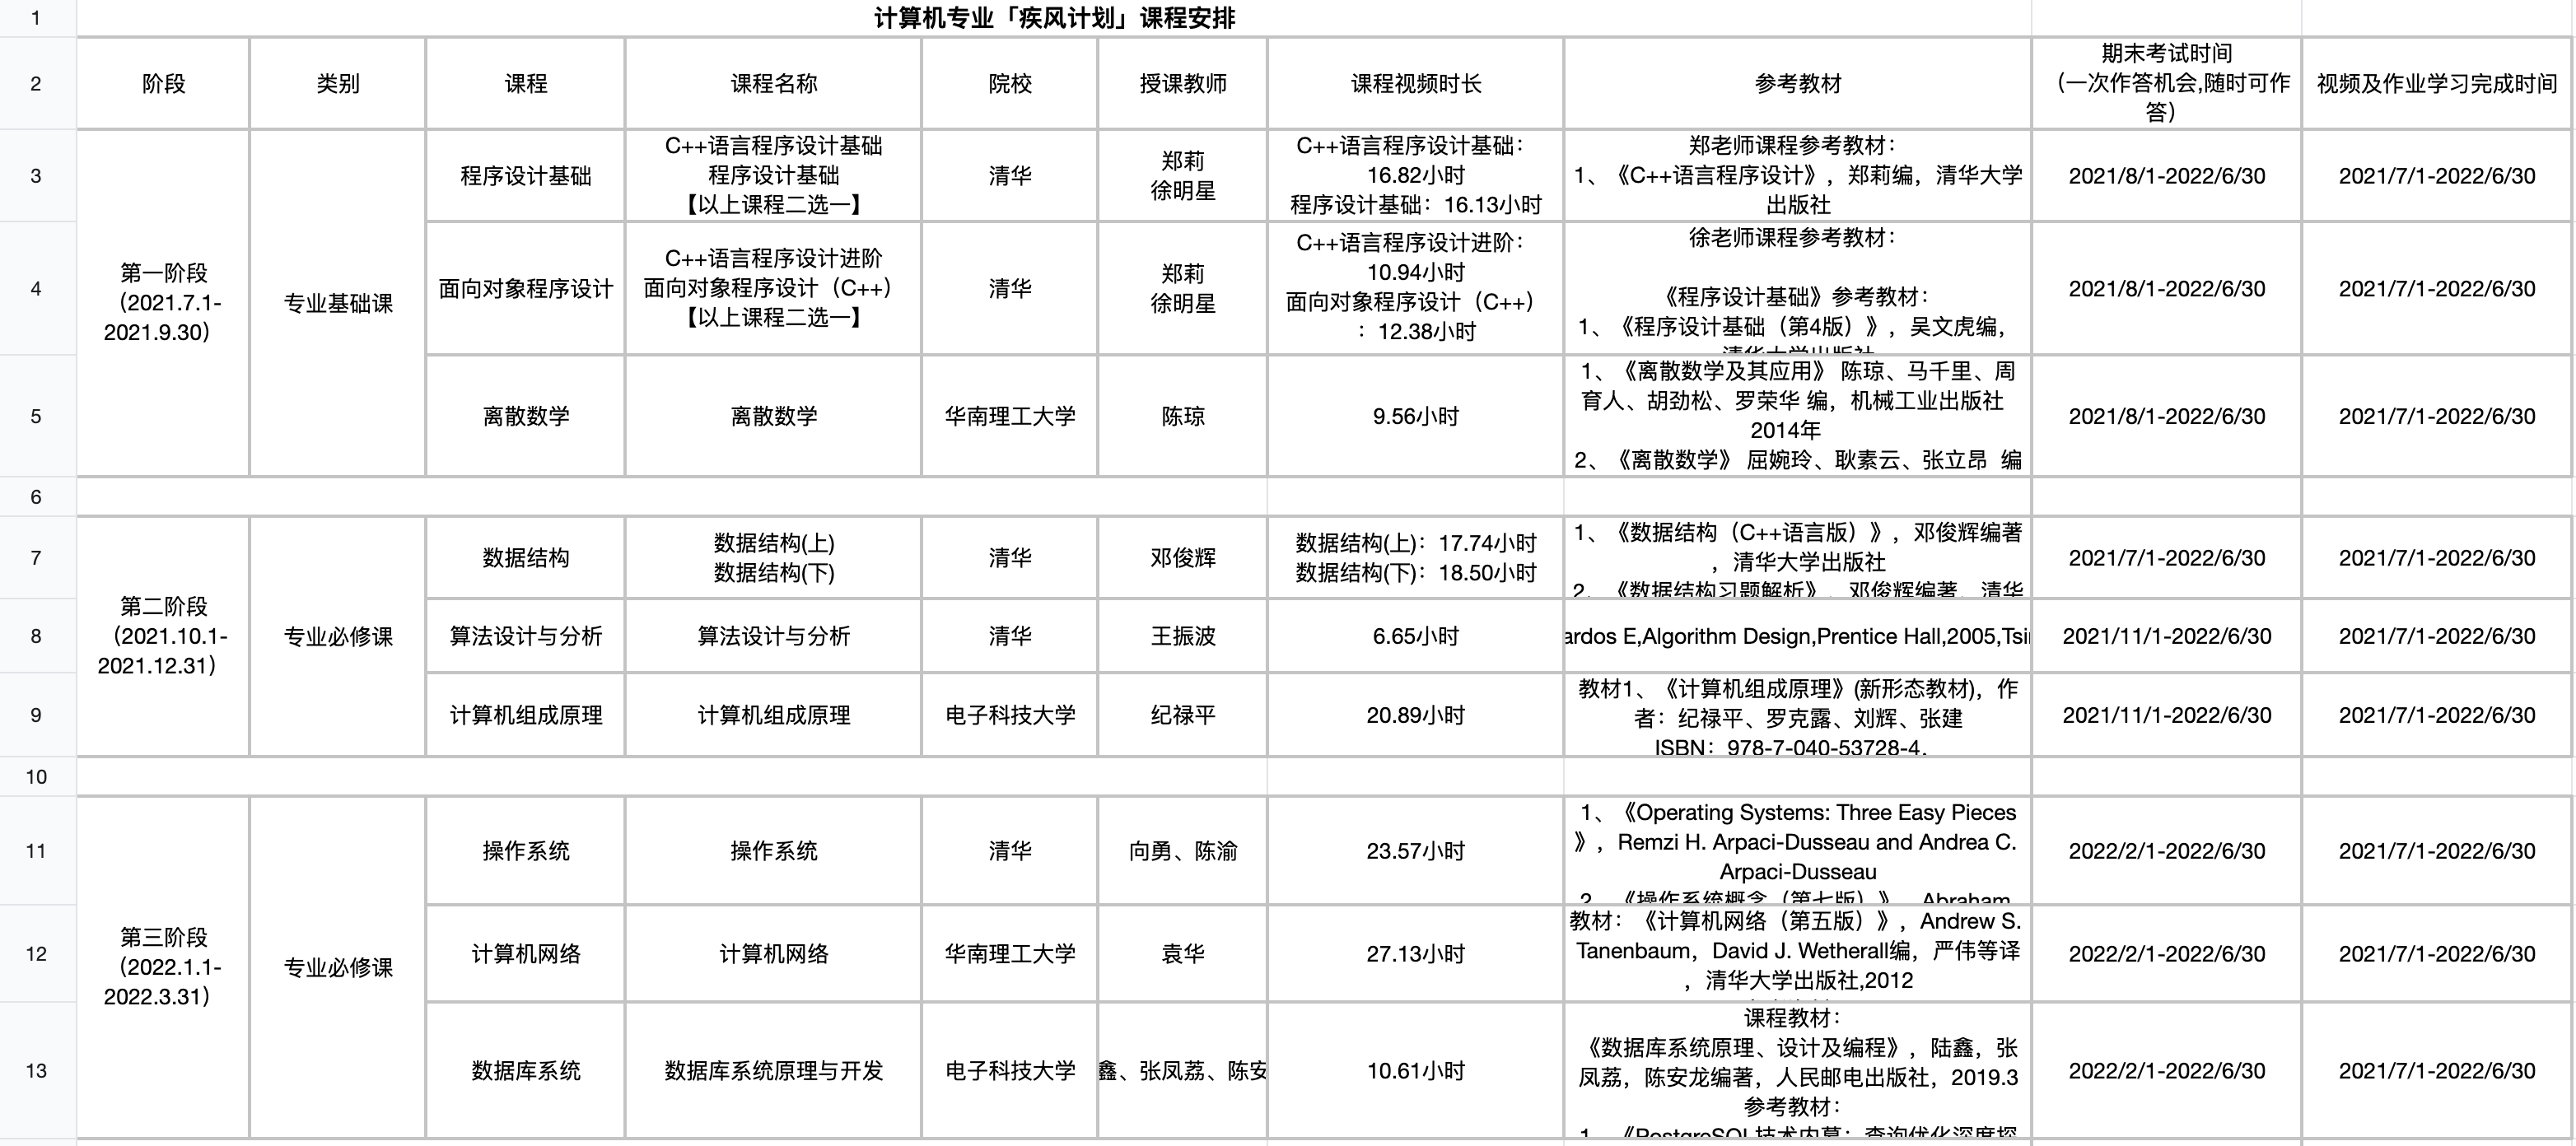 1
计算机专业「疾风计划」课程安排
2
阶段
类别
课程
课程名称
院校
授课教师
课程视频时长
参考教材
期末考试时间
(一次作答机会,随时可作
答)
视频及作业学习完成时间
3
第一阶段
（2021.7.1-
2021.9.30）
专业基础课
程序设计基础
C++语言程序设计基础
程序设计基础
【以上课程二选一】
清华
郑莉
徐明星
C++语言程序设计基础：
16.82小时
程序设计基础：16.13小时
郑老师课程参考教材：
1、《C++语言程序设计》，郑莉编，清华大学
出版社
2021/8/1-2022/6/30
2021/7/1-2022/6/30
4
面向对象程序设计
C++语言程序设计进阶
面向对象程序设计（C++）
【以上课程二选一】
清华
郑莉
徐明星
C++语言程序设计进阶：
10.94小时
面向对象程序设计（C++）
：12.38小时
徐老师课程参考教材：
《程序设计基础》参考教材：
1、《程序设计基础（第4版）》，吴文虎编，
清华大学出版社
2021/8/1-2022/6/30
2021/7/1-2022/6/30
5
离散数学
离散数学
华南理工大学
陈琼
9.56小时
1、《离散数学及其应用》 陈琼、马千里、周
育人、胡劲松、罗荣华 编，机械工业出版社
2014年
2、《离散数学》 屈婉玲、耿素云、张立昂 编
2021/8/1-2022/6/30
2021/7/1-2022/6/30
6
7
第二阶段
（2021.10.1-
2021.12.31）
专业必修课
数据结构
数据结构(上)
数据结构(下)
清华
邓俊辉
数据结构(上)：17.74小时
数据结构(下)：18.50小时
1、《数据结构（C++语言版）》，邓俊辉编著
，清华大学出版社
2、《数据结构习题解析》，邓俊辉编著，清华
2021/7/1-2022/6/30
2021/7/1-2022/6/30
8
算法设计与分析
算法设计与分析
清华
王振波
6.65小时
ardos E,Algorithm Design,Prentice Hall,2005,Tsi
2021/11/1-2022/6/30
2021/7/1-2022/6/30
9
计算机组成原理
计算机组成原理
电子科技大学
纪禄平
20.89小时
教材1、《计算机组成原理》(新形态教材)，作
者：纪禄平、罗克露、刘辉、张建
ISBN：978-7-040-53728-4，
2021/11/1-2022/6/30
2021/7/1-2022/6/30
10
11
第三阶段
（2022.1.1-
2022.3.31）
专业必修课
操作系统
操作系统
清华
向勇、陈渝
23.57小时
1、《Operating Systems: Three Easy Pieces
》，Remzi H. Arpaci-Dusseau and Andrea C.
Arpaci-Dusseau
2、《操作系统概念（第七版）》，Abraham
2022/2/1-2022/6/30
2021/7/1-2022/6/30
12
计算机网络
计算机网络
华南理工大学
袁华
27.13小时
教材：《计算机网络（第五版）》，Andrew S.
Tanenbaum，David J. Wetherall编，严伟等译
，清华大学出版社,2012
2022/2/1-2022/6/30
2021/7/1-2022/6/30
13
数据库系统
数据库系统原理与开发
电子科技大学
鑫、张凤荔、陈安
10.61小时
课程教材：
《数据库系统原理、设计及编程》，陆鑫，张
凤荔，陈安龙编著，人民邮电出版社，2019.3
参考教材：
1、《PostgreSQL技术内幕：查询优化深度探
2022/2/1-2022/6/30
2021/7/1-2022/6/30